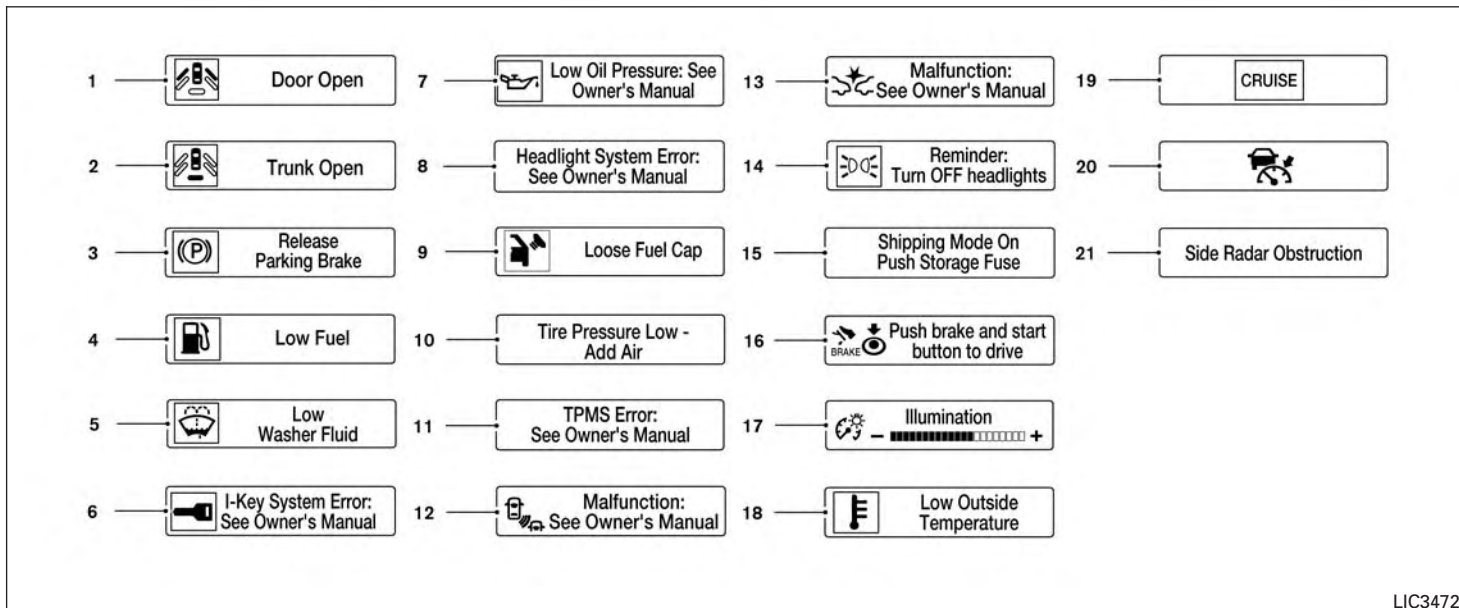 1
Door Open
2
Trunk Open
3
(P)
Release
Parking Brake
4
Low Fuel
5
Low
Washer Fluid
6
I-Key System Error:
See Owner's Manual
7
Low Oil Pressure: See
Owner's Manual
8
Headlight System Error:
See Owner's Manual
9
Loose Fuel Cap
10
Tire Pressure Low -
Add Air
11
TPMS Error:
See Owner's Manual
12
Malfunction:
See Owner's Manual
13
Malfunction:
See Owner's Manual
14
Reminder:
Turn OFF headlights
15
Shipping Mode On
Push Storage Fuse
16
BRAKE
Push brake and start
button to drive
17
Illumination
− +
18
Low Outside
Temperature
19
CRUISE
20
21
Side Radar Obstruction
LIC3472